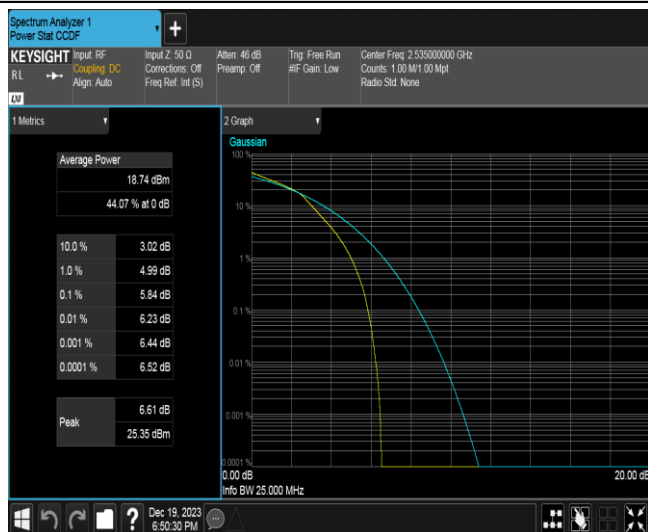 Spectrum Analyzer 1
Power Stat CCDF
+
KEYSIGHT
RL
LXI
Input: RF
Coupling: DC
Align: Auto
Input Z: 50 Ω
Corrections: Off
Freq Ref: Int (S)
Atten: 46 dB
Preamp: Off
Trig: Free Run
#IF Gain: Low
Center Freq: 2.535000000 GHz
Counts: 1.00 M/1.00 Mpt
Radio Std: None
1 Metrics
Average Power
18.74 dBm
44.07 % at 0 dB
10.0 % 3.02 dB
1.0 % 4.99 dB
0.1 % 5.84 dB
0.01 % 6.23 dB
0.001 % 6.44 dB
0.0001 % 6.52 dB
Peak
6.61 dB
25.35 dBm
2 Graph
Gaussian
100 %
10 %
1 %
0.1 %
0.01 %
0.001 %
0.0001 %
0.00 dB
20.00 dB
Info BW 25.000 MHz
?
Dec 19, 2023
6:50:30 PM